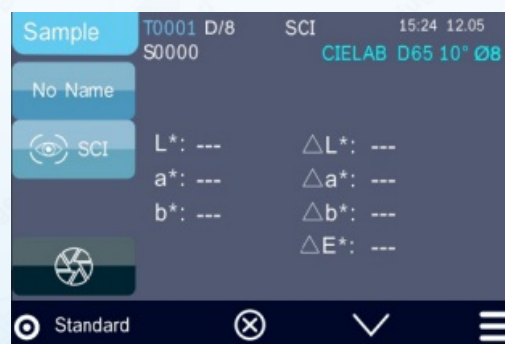 Sample
T0001 D/8 SCI 15:24 12.05
S0000 CIELAB D65 10° Ø8
No Name
SCI
L*: --- △L*: ---
a*: --- △a*: ---
b*: --- △b*: ---
△E*: ---
Standard